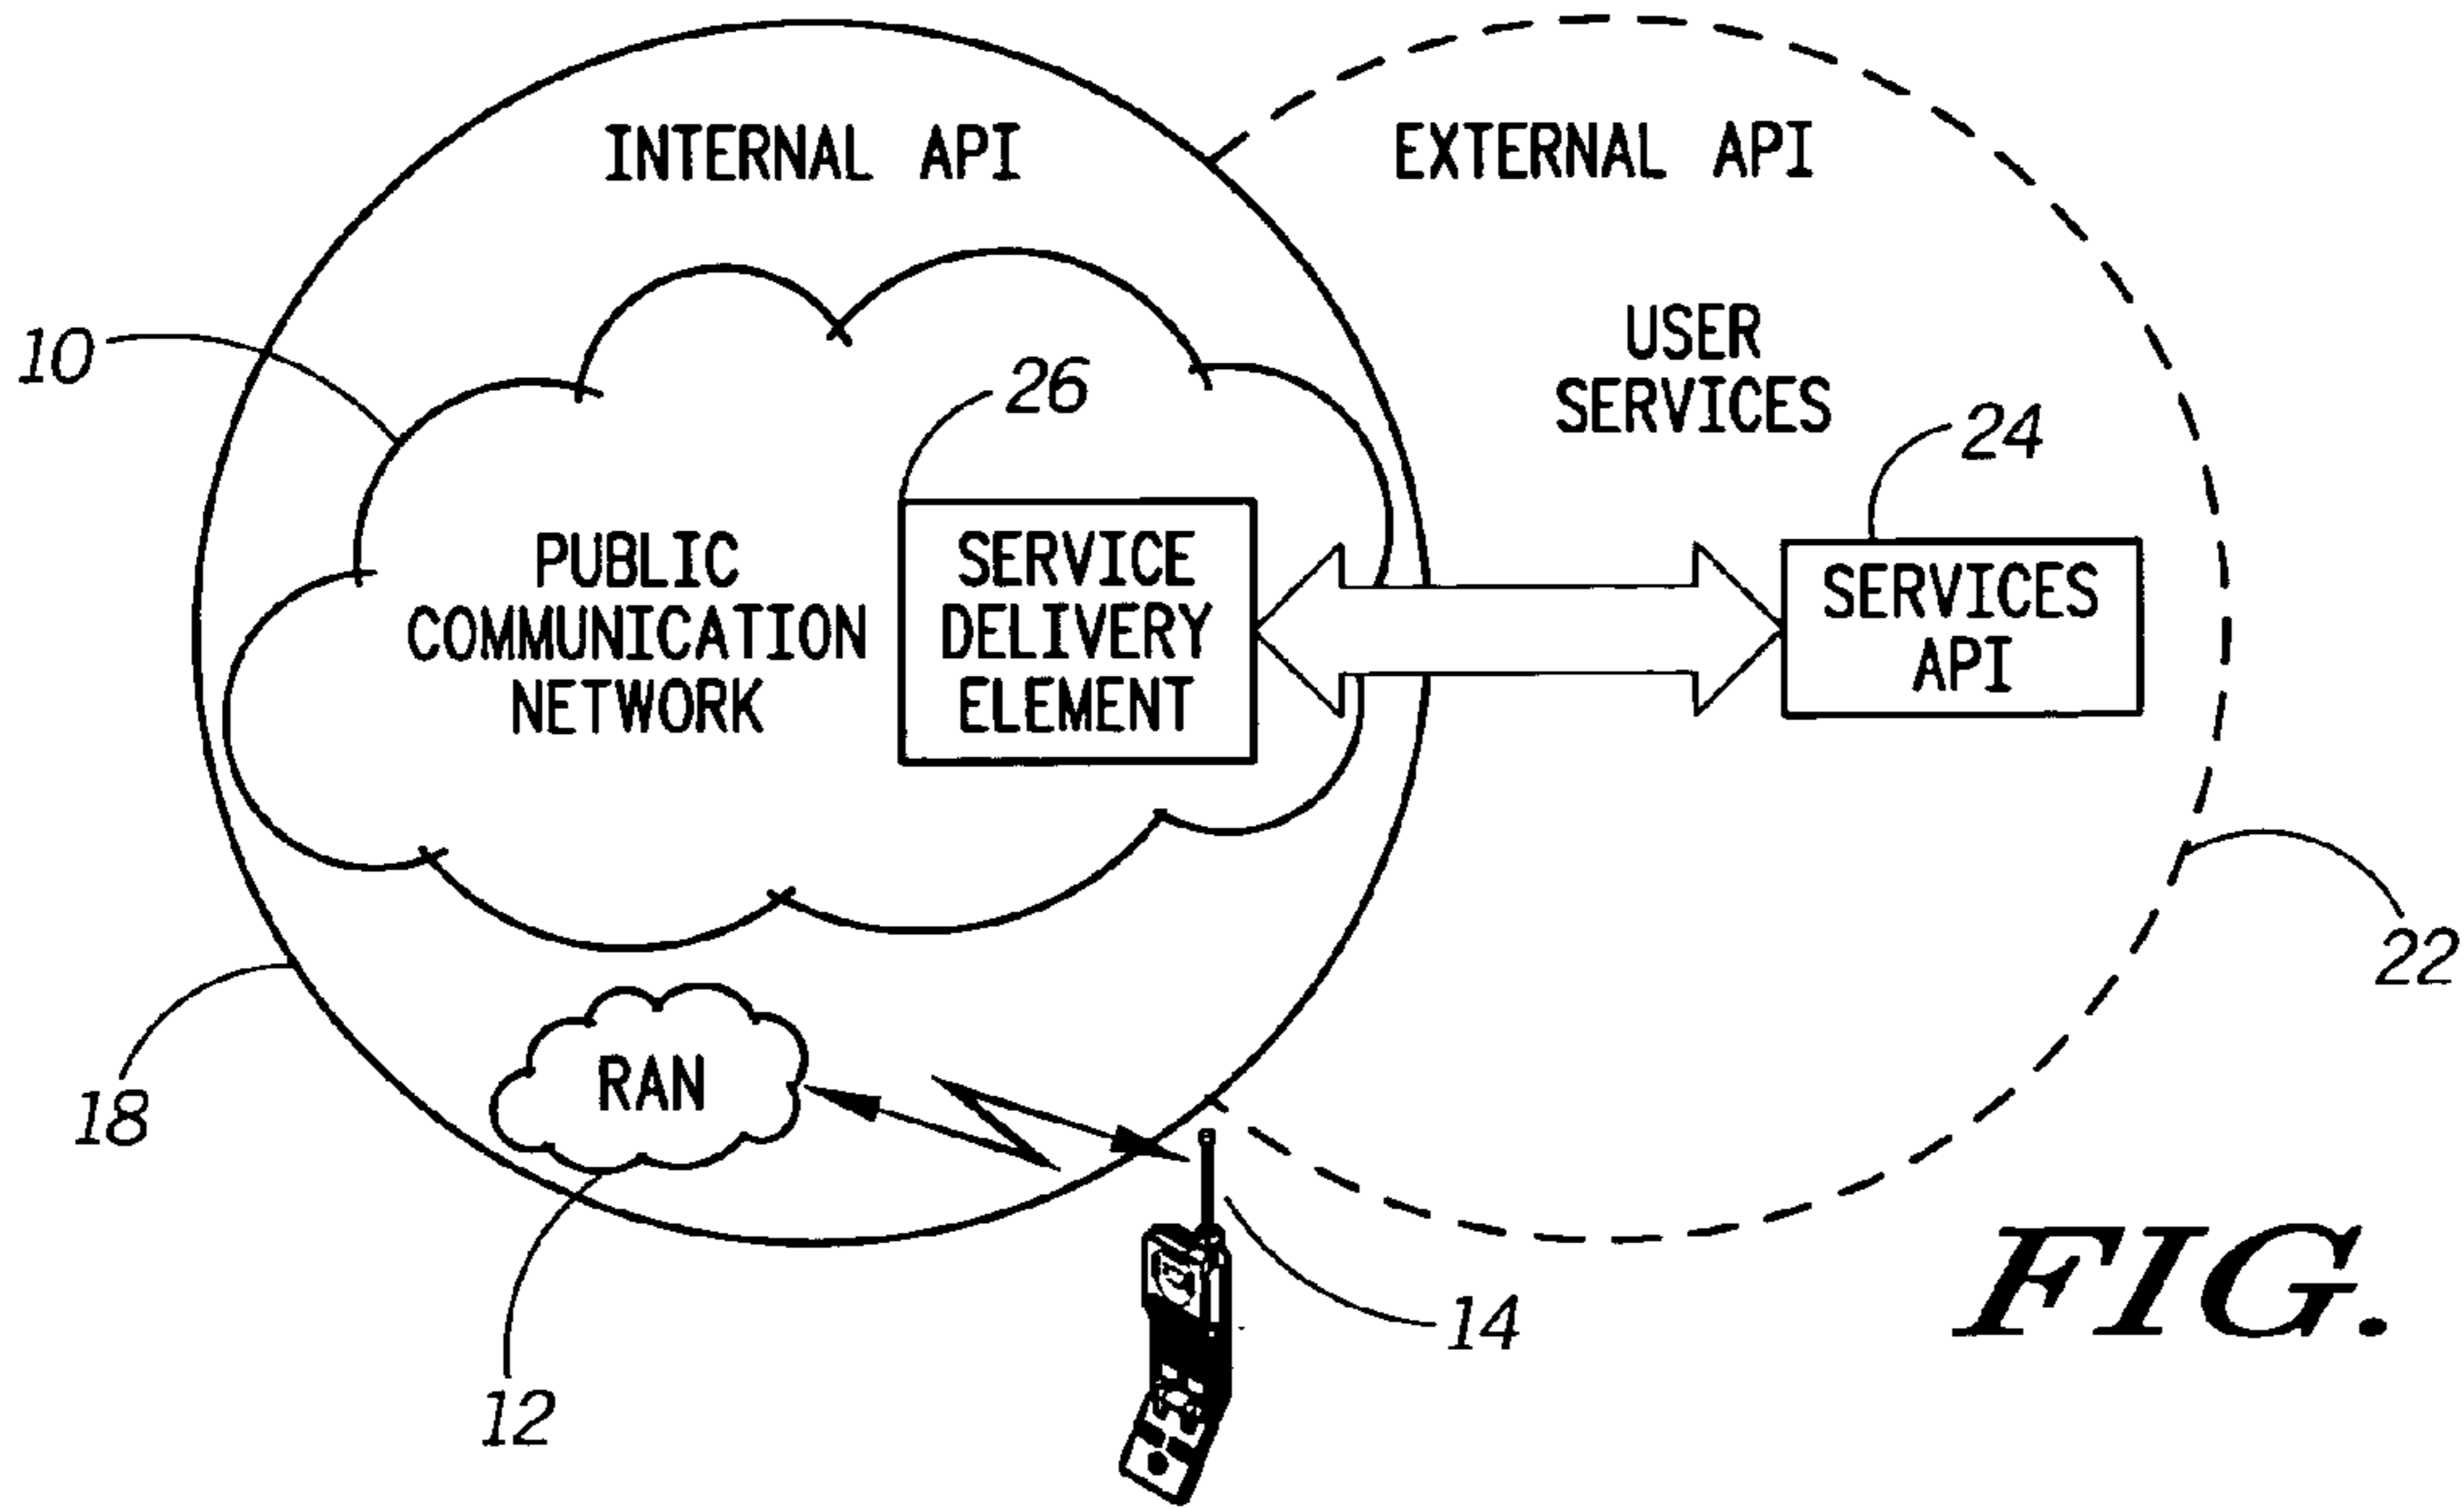 INTERNAL API
EXTERNAL API
10
26
USER
SERVICES
24
PUBLIC
COMMUNICATION
NETWORK
SERVICE
DELIVERY
ELEMENT
SERVICES
API
22
18
RAN
12
14
FIG.